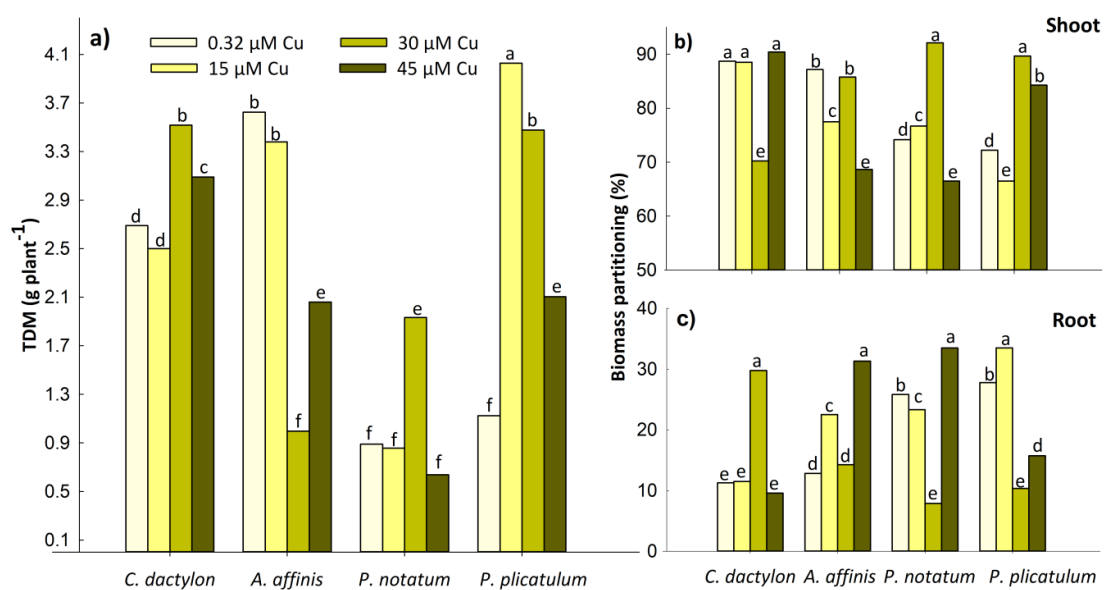 a)
0.32 µM Cu
30 µM Cu
15 µM Cu
45 µM Cu
TDM (g plant-1)
4.1
3.7
3.3
2.9
2.5
2.1
1.7
1.3
0.9
0.5
0.1
d d b c
b b f e
f f e f
f a b e
C. dactylon A. affinis P. notatum P. plicatulum
b)
Shoot
Biomass partitioning (%)
90
80
70
60
50
a a e a
b c b e
d c a e
d e a b
c)
Root
40
30
20
10
0
e e a e
d c d a
b c e a
b a e d
C. dactylon A. affinis P. notatum P. plicatulum